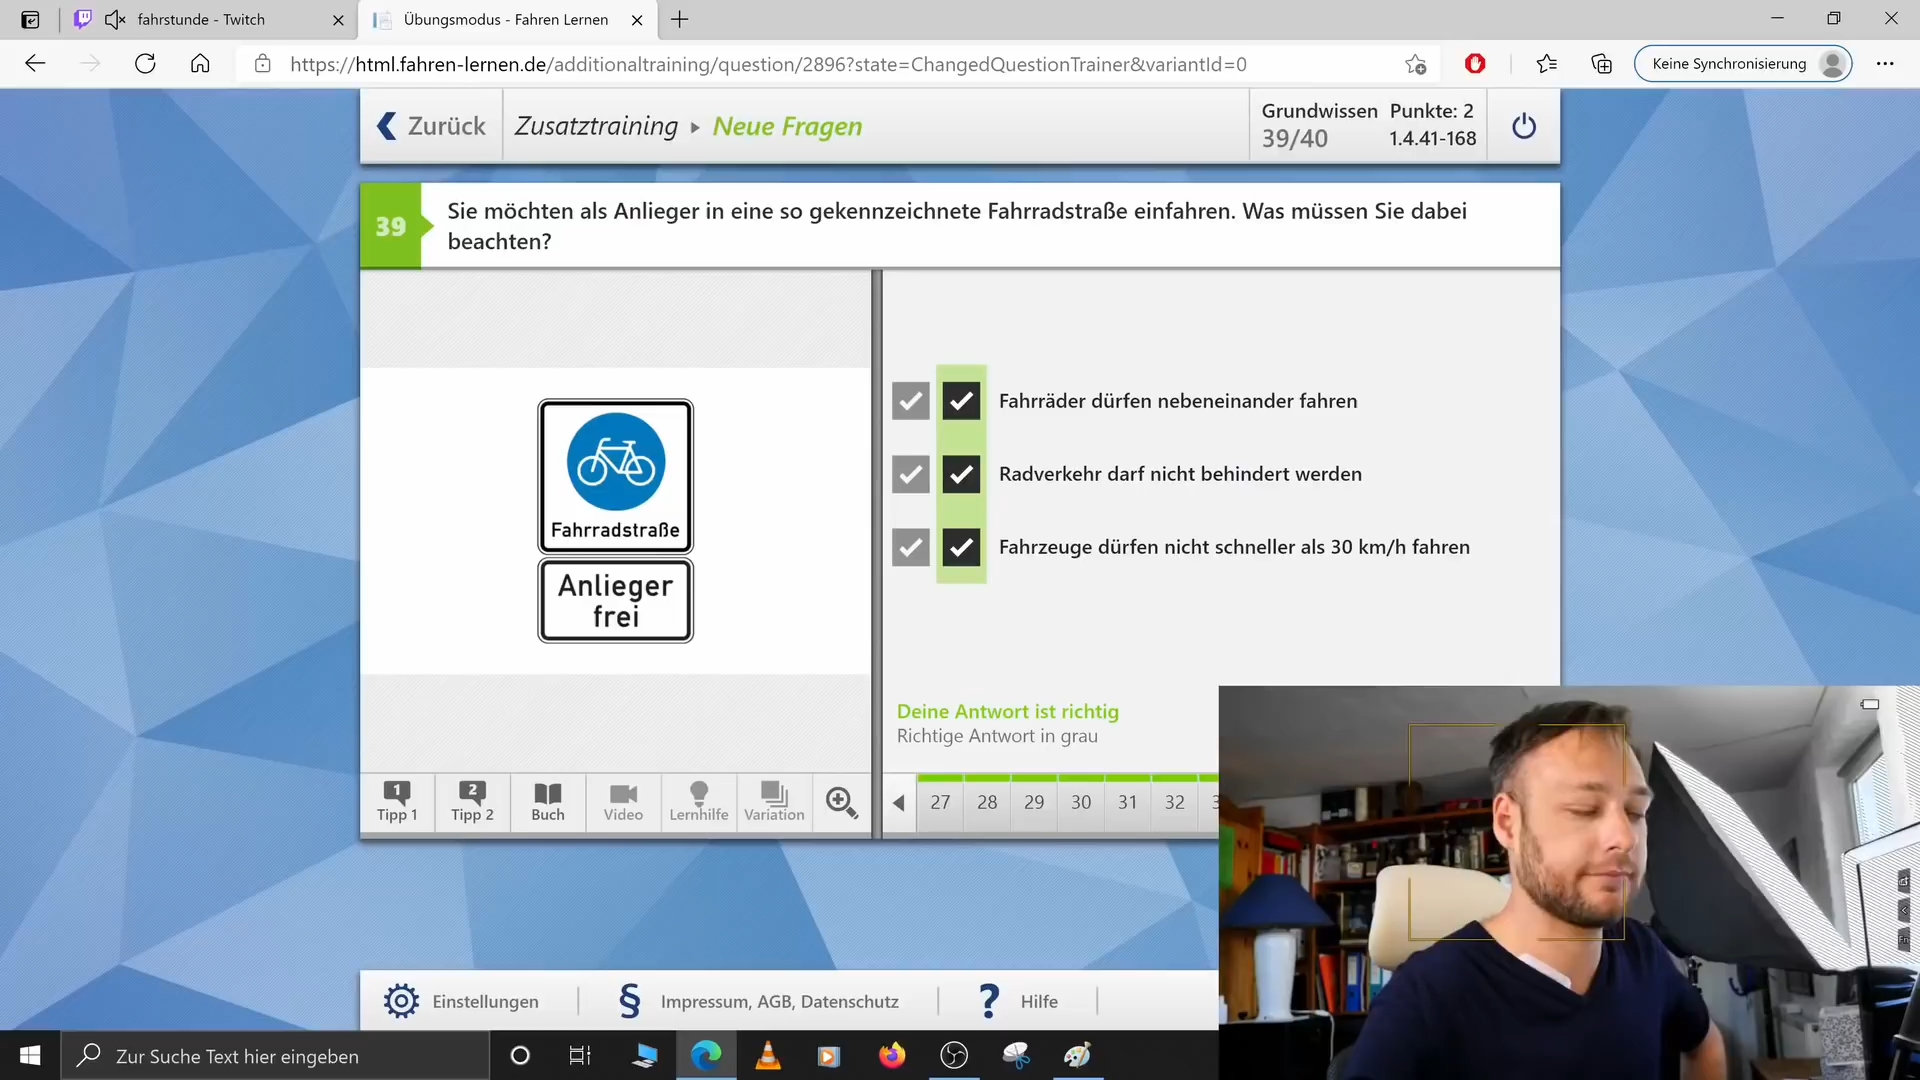 fahrstunde - Twitch
Übungsmodus - Fahren Lernen
https://html.fahren-lernen.de/additionaltraining/question/2896?state=ChangedQuestionTrainer&variantId=0
Keine Synchronisierung
Zurück
Zusatztraining ▸ Neue Fragen
Grundwissen
39/40
Punkte: 2
1.4.41-168
39
Sie möchten als Anlieger in eine so gekennzeichnete Fahrradstraße einfahren. Was müssen Sie dabei
beachten?
Fahrradstraße
Anlieger
frei
Fahrräder dürfen nebeneinander fahren
Radverkehr darf nicht behindert werden
Fahrzeuge dürfen nicht schneller als 30 km/h fahren
Deine Antwort ist richtig
Richtige Antwort in grau
1
Tipp 1
2
Tipp 2
Buch
Video
Lernhilfe
Variation
27
28
29
30
31
32
Einstellungen
§
Impressum, AGB, Datenschutz
?
Hilfe
Zur Suche Text hier eingeben